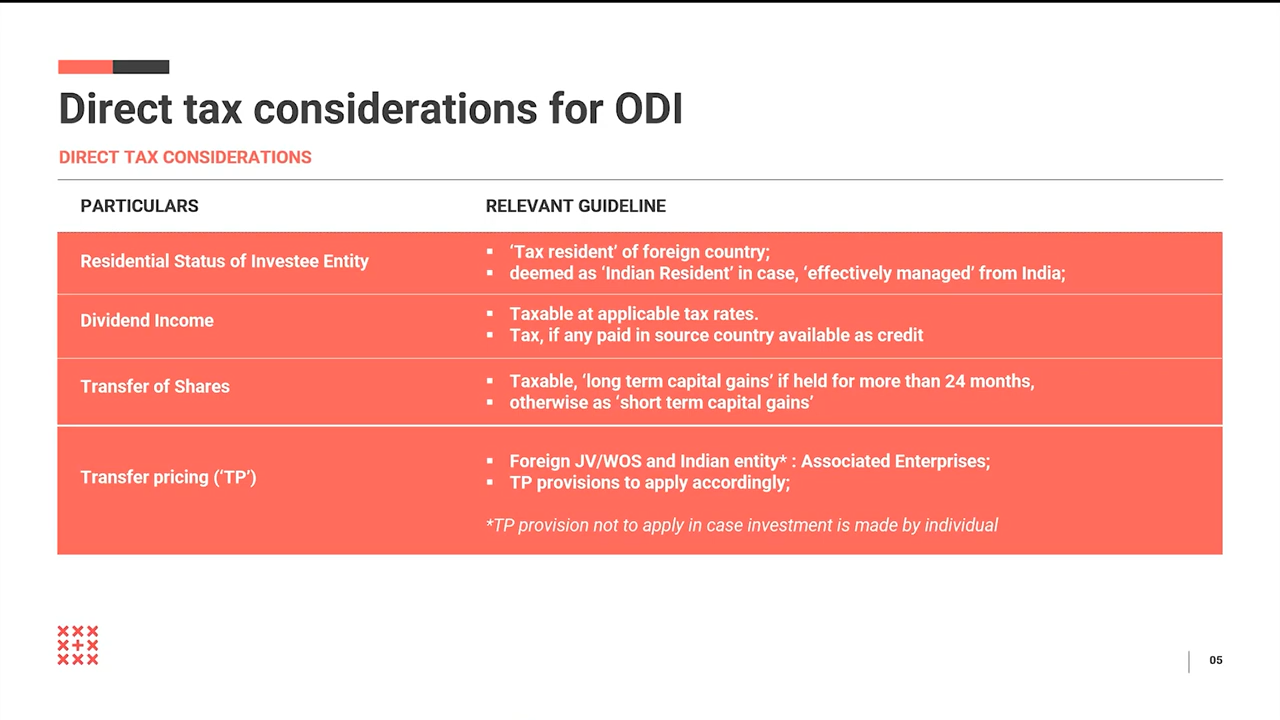 Direct tax considerations for ODI
DIRECT TAX CONSIDERATIONS
PARTICULARS
RELEVANT GUIDELINE
Residential Status of Investee Entity
▪ ‘Tax resident’ of foreign country;
▪ deemed as ‘Indian Resident’ in case, ‘effectively managed’ from India;
Dividend Income
▪ Taxable at applicable tax rates.
▪ Tax, if any paid in source country available as credit
Transfer of Shares
▪ Taxable, ‘long term capital gains’ if held for more than 24 months,
▪ otherwise as ‘short term capital gains’
Transfer pricing (‘TP’)
▪ Foreign JV/WOS and Indian entity* : Associated Enterprises;
▪ TP provisions to apply accordingly;
*TP provision not to apply in case investment is made by individual
05